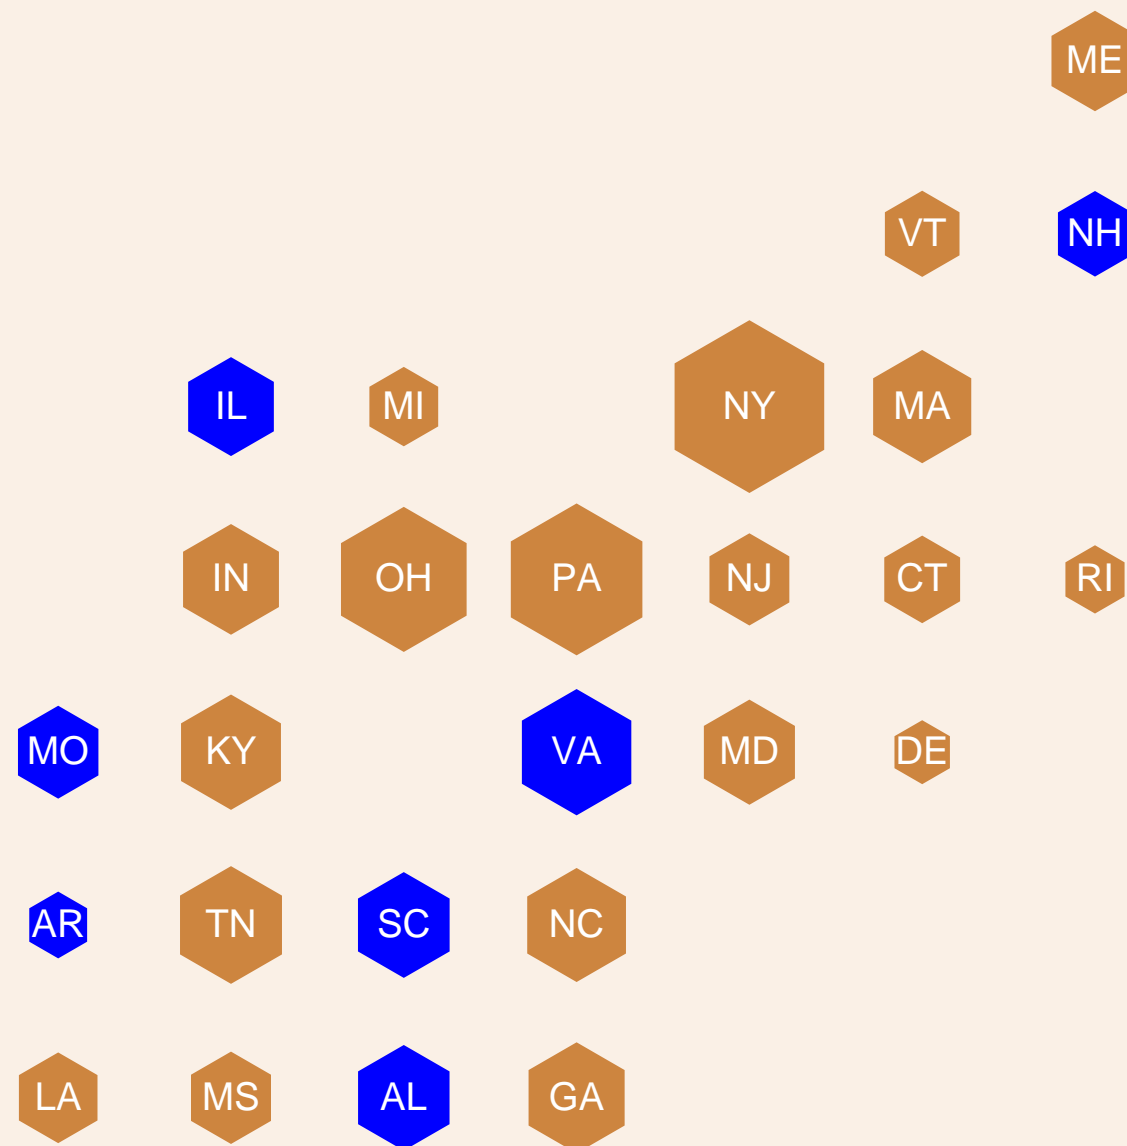 ME
VT NH
IL MI NY MA
IN OH PA NJ CT RI
MO KY VA MD DE
AR TN SC NC
LA MS AL GA